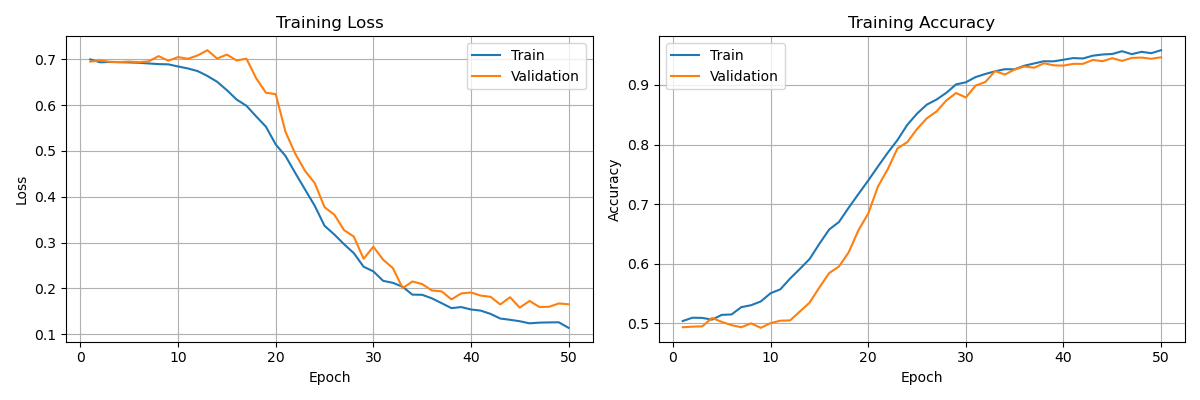 Training Loss
Loss
0.7
0.6
0.5
0.4
0.3
0.2
0.1
0 10 20 30 40 50
Epoch
Train
Validation
Training Accuracy
Accuracy
0.9
0.8
0.7
0.6
0.5
0 10 20 30 40 50
Epoch
Train
Validation